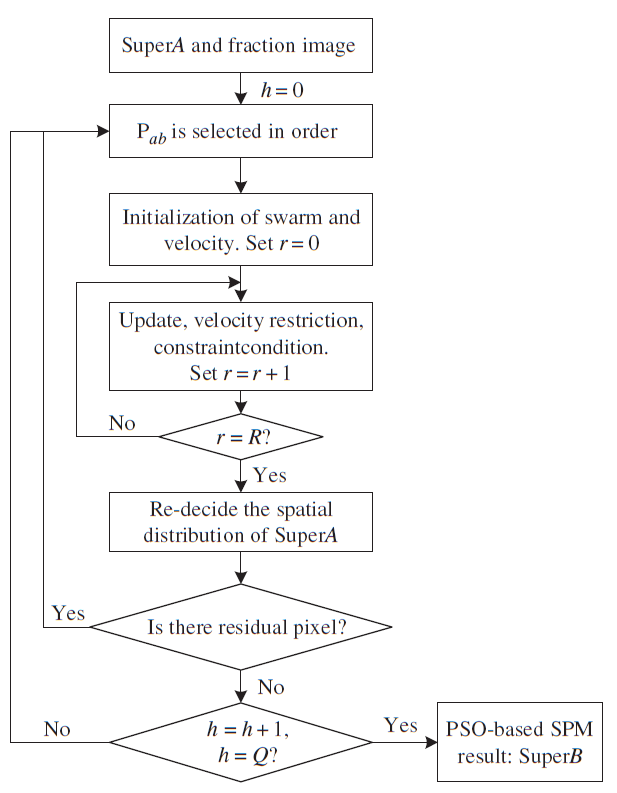 SuperA and fraction image
h = 0
Pab is selected in order
Initialization of swarm and
velocity. Set r = 0
Update, velocity restriction,
constraintcondition.
Set r = r + 1
No
r = R?
Yes
Re-decide the spatial
distribution of SuperA
Yes
Is there residual pixel?
No
No
h = h + 1,
h = Q?
Yes
PSO-based SPM
result: SuperB